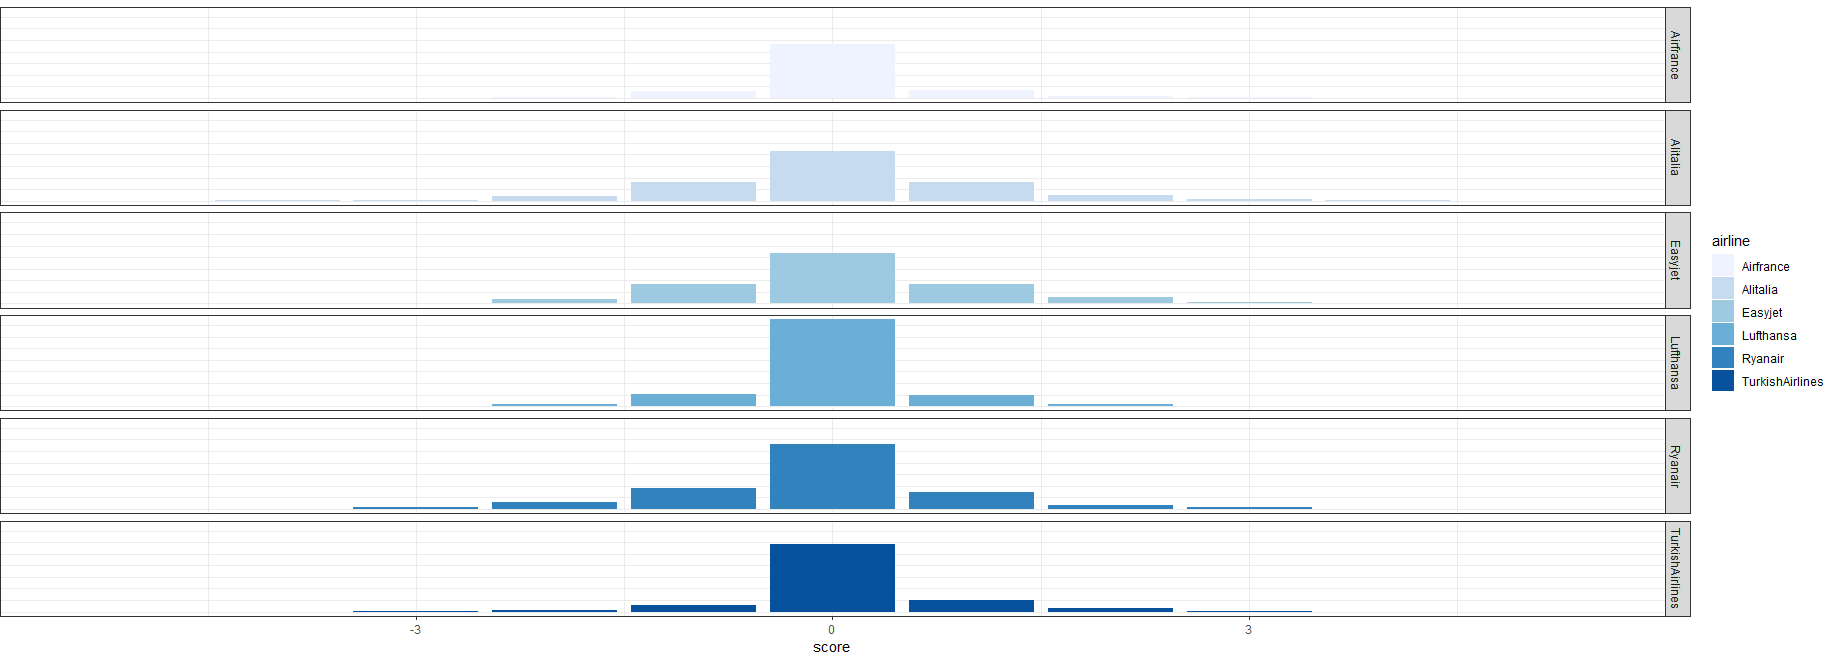 Airfrance
Alitalia
Easyjet
Lufthansa
Ryanair
TurkishAirlines
-3
0
3
score
airline
Airfrance
Alitalia
Easyjet
Lufthansa
Ryanair
TurkishAirlines